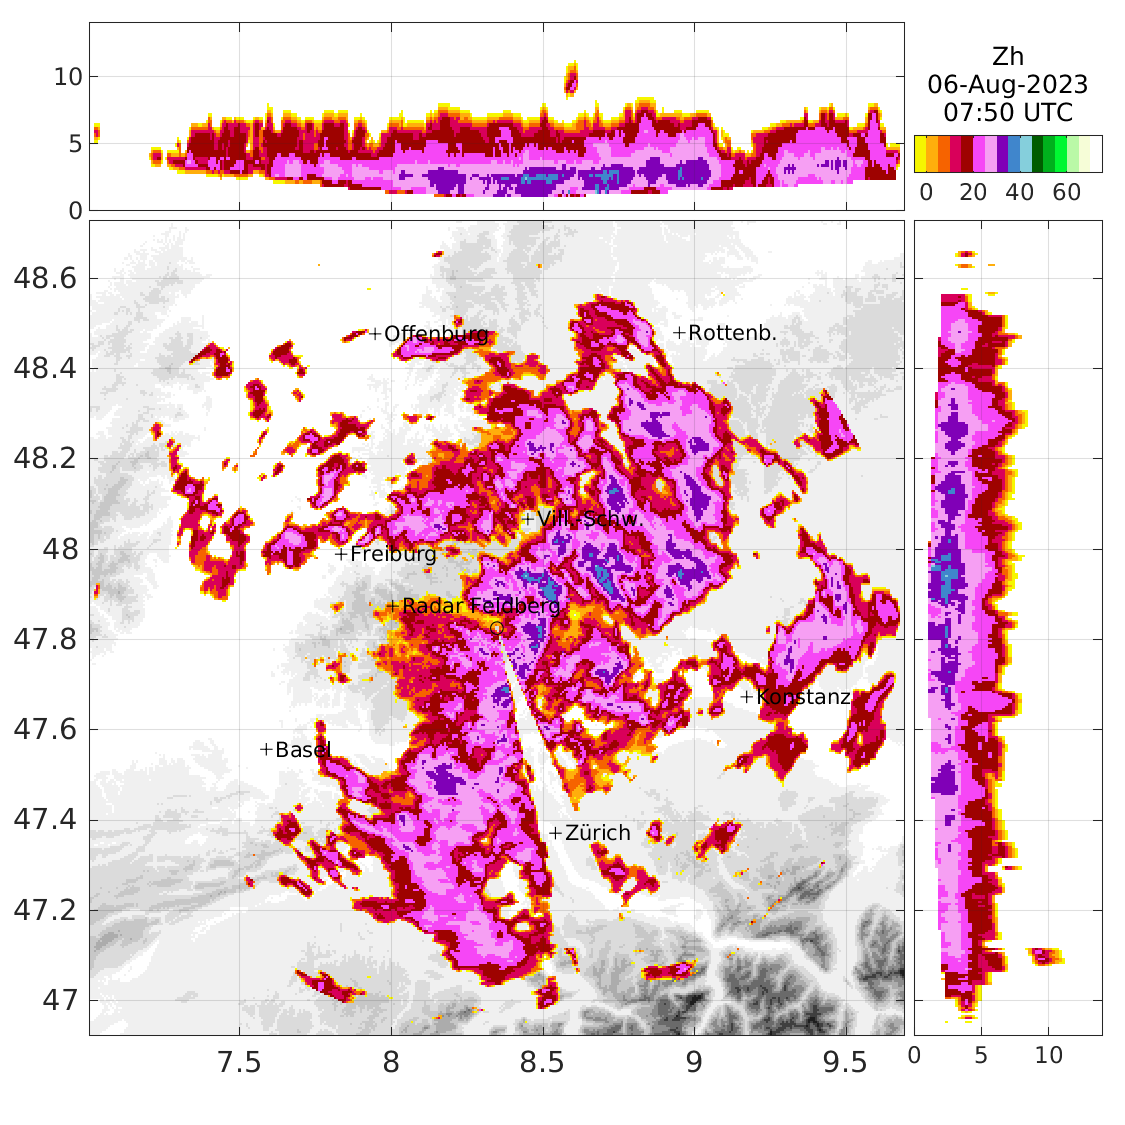 10
5
0
Zh
06-Aug-2023
07:50 UTC
0 20 40 60
48.6
48.4
48.2
48
47.8
47.6
47.4
47.2
47
+Offenburg
+Rottenb.
+Vill.-Schw.
+Freiburg
+Radar Feldberg
+Konstanz
+Basel
+Zürich
7.5 8 8.5 9 9.5
0 5 10